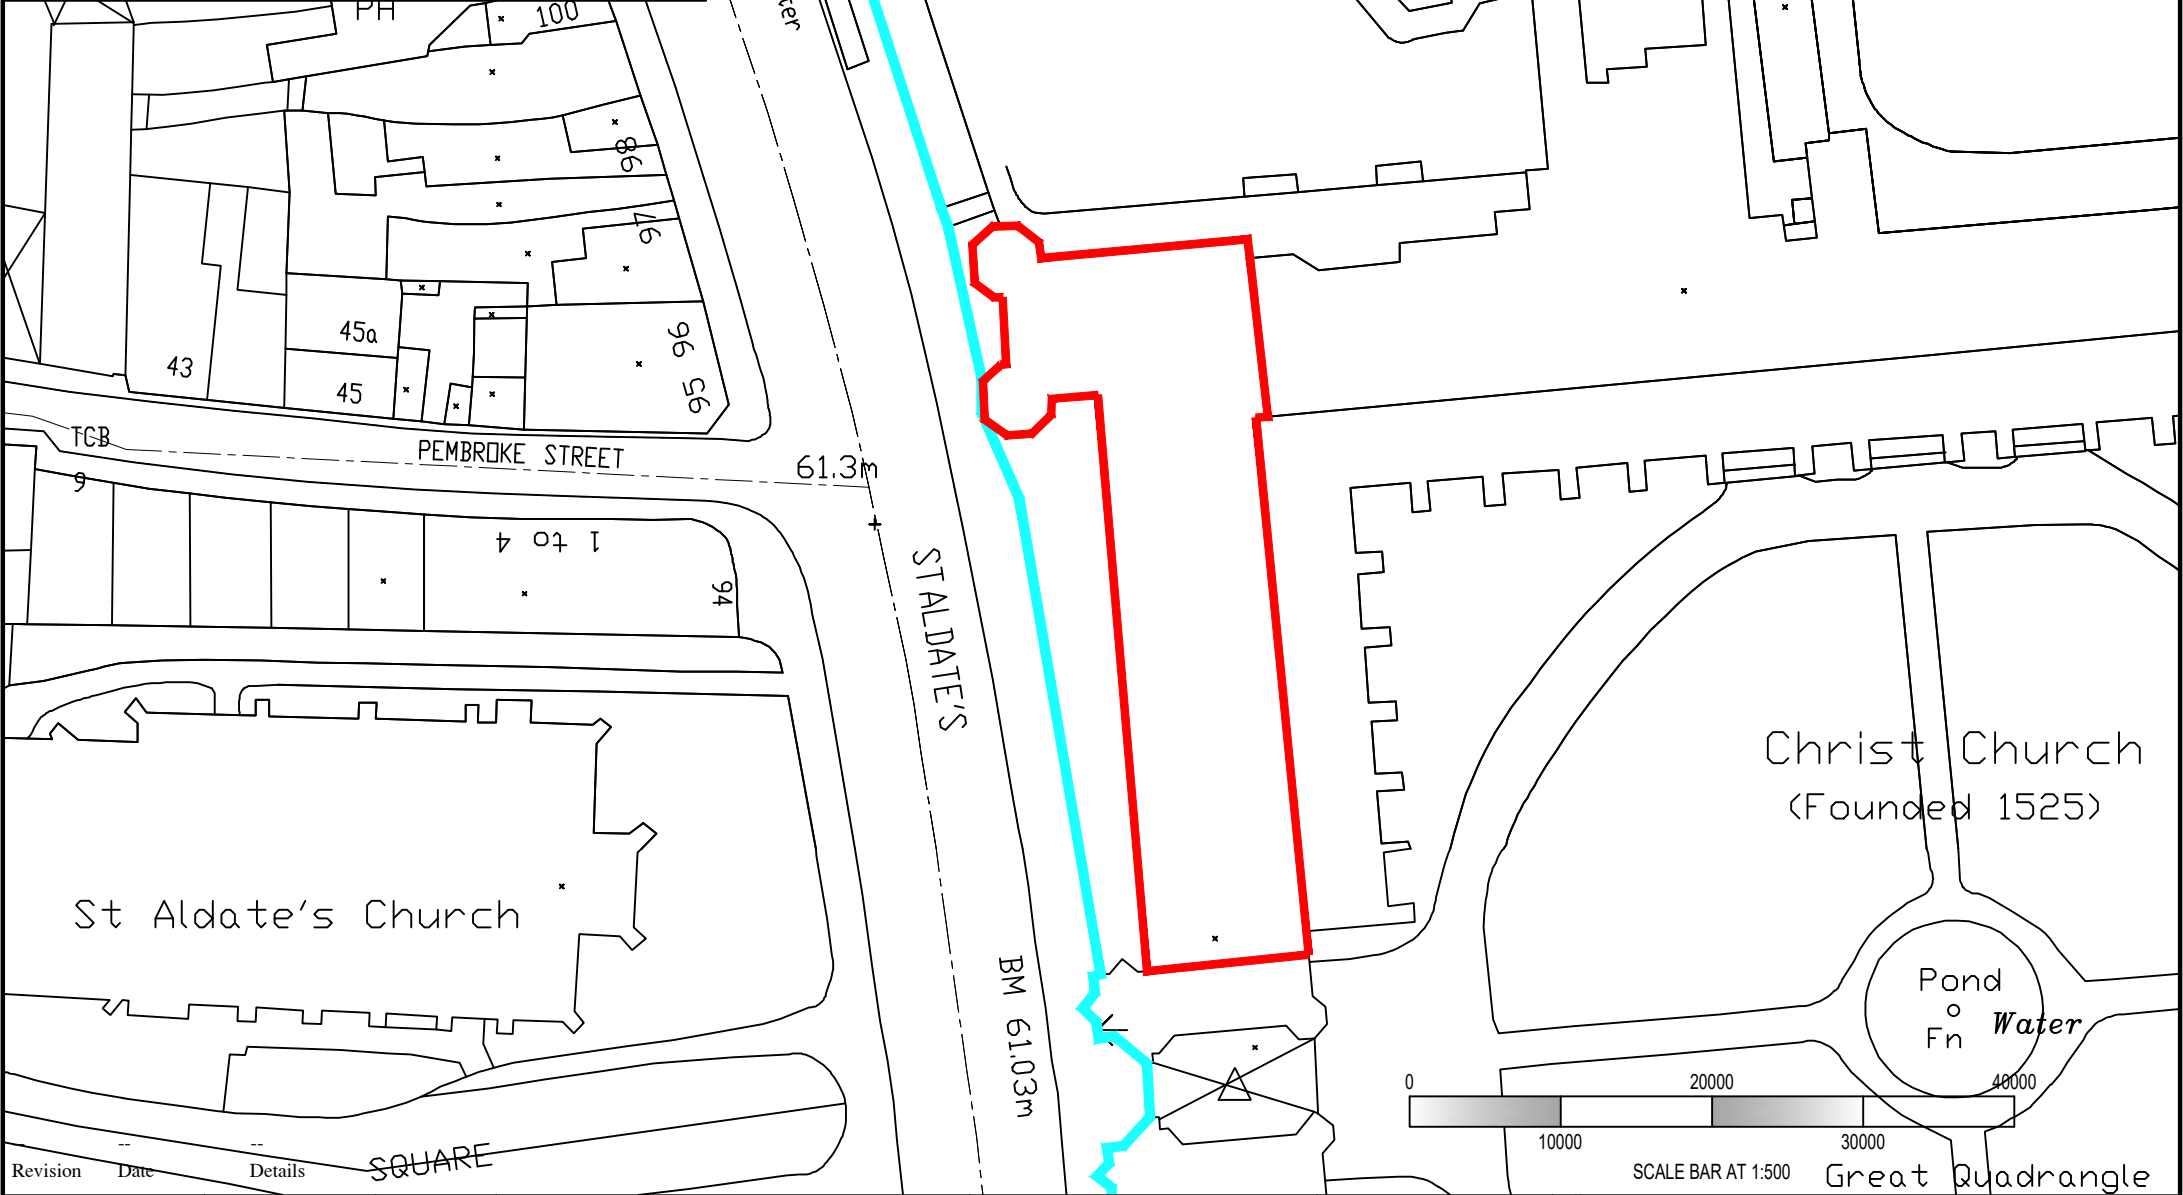 PH
100
98
97
96
95
45a
45
43
TCB
PEMBROKE STREET
61.3m
9
1 to 4
94
ST ALDATE'S
Christ Church
(Founded 1525)
St Aldate's Church
BM 61.03m
Pond
Fn
Water
0 20000 40000
10000 30000
SCALE BAR AT 1:500
Great Quadrangle
SQUARE
-- -- --
Revision Date Details